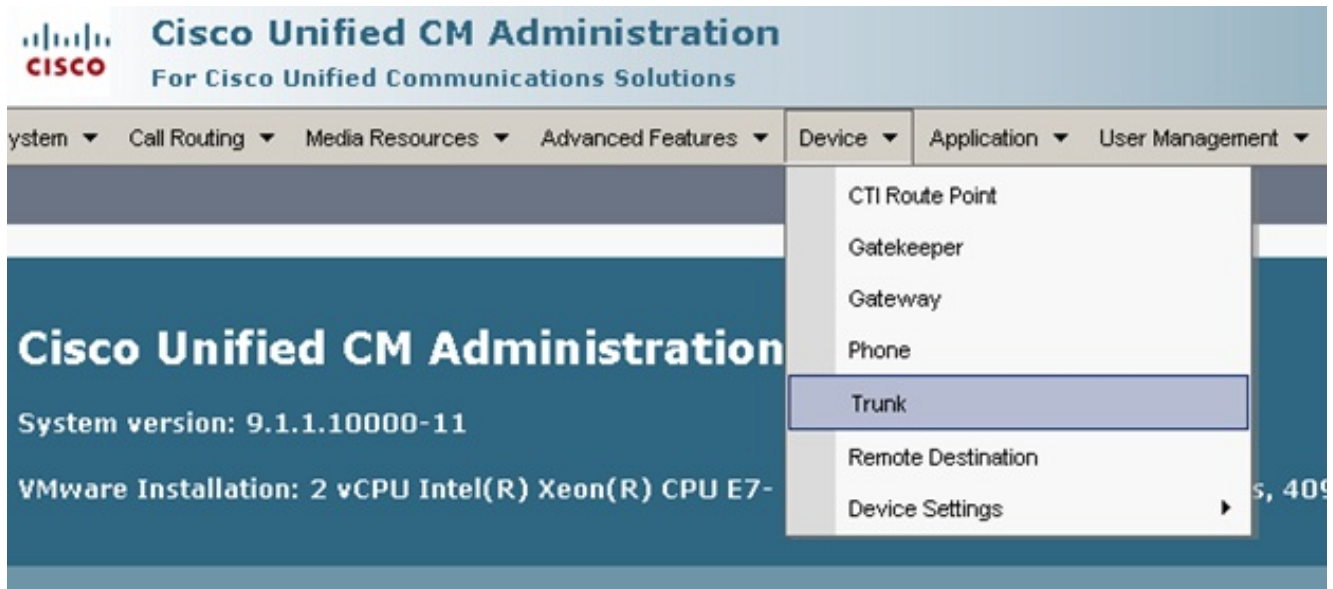 CISCO
Cisco Unified CM Administration
For Cisco Unified Communications Solutions
ystem Call Routing Media Resources Advanced Features Device Application User Management
CTI Route Point
Gatekeeper
Gateway
Phone
Trunk
Remote Destination
Device Settings
Cisco Unified CM Administration
System version: 9.1.1.10000-11
VMware Installation: 2 vCPU Intel(R) Xeon(R) CPU E7- s, 409